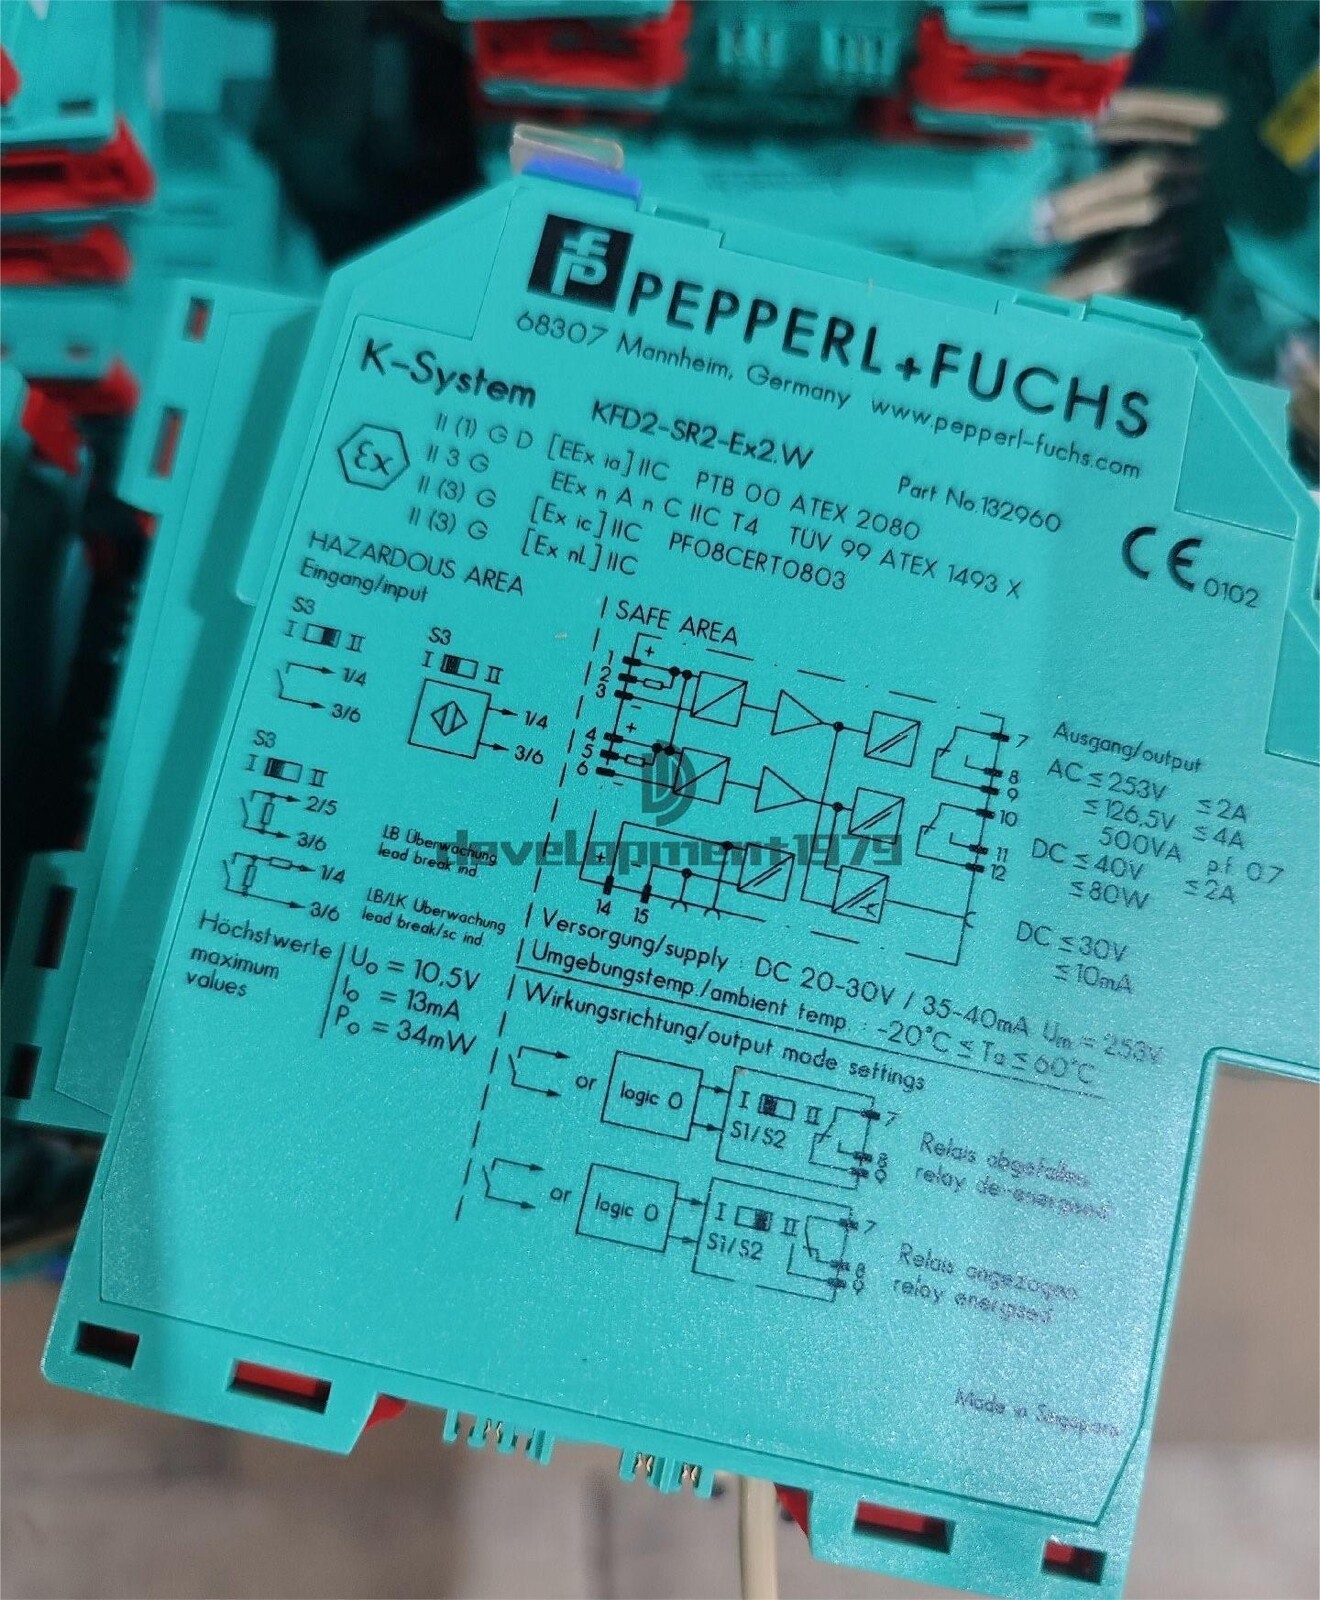 PEPPERL+FUCHS
68307 Mannheim, Germany www.pepperl-fuchs.com
K-System KFD2-SR2-Ex2.W Part No.132960
Ex
II (1) G D [EEx ia] IIC PTB 00 ATEX 2080
II 3 G EEx n A n C IIC T4 TÜV 99 ATEX 1493 X
II (3) G [Ex ic] IIC PF08CERT0803
II (3) G [Ex nL] IIC
CE 0102
HAZARDOUS AREA
Eingang/input
S3
I II
1/4
3/6
S3
I II
1/4
3/6
S3
I II
2/5
3/6
LB Überwachung
lead break ind.
1/4
3/6
LB/LK Überwachung
lead break/sc ind.
Höchstwerte
maximum
values
Uo = 10,5V
Io = 13mA
Po = 34mW
SAFE AREA
1
2
3
4
5
6
+
-
+
-
7
8
9
10
11
12
+
-
14 15
Ausgang/output
AC ≤ 253V ≤ 2A
≤ 126,5V ≤ 4A
500VA p.f. 0.7
DC ≤ 40V ≤ 2A
≤ 80W
DC ≤ 30V
≤ 10mA
development1979
Versorgung/supply : DC 20-30V / 35-40mA Um = 253V
Umgebungstemp./ambient temp. : -20°C ≤ Ta ≤ 60°C
Wirkungsrichtung/output mode settings
or
logic 0
I II
S1/S2
7
8
9
Relais abgefallen
relay de-energised
or
logic 0
I II
S1/S2
7
8
9
Relais angezogen
relay energised
Made in Singapore